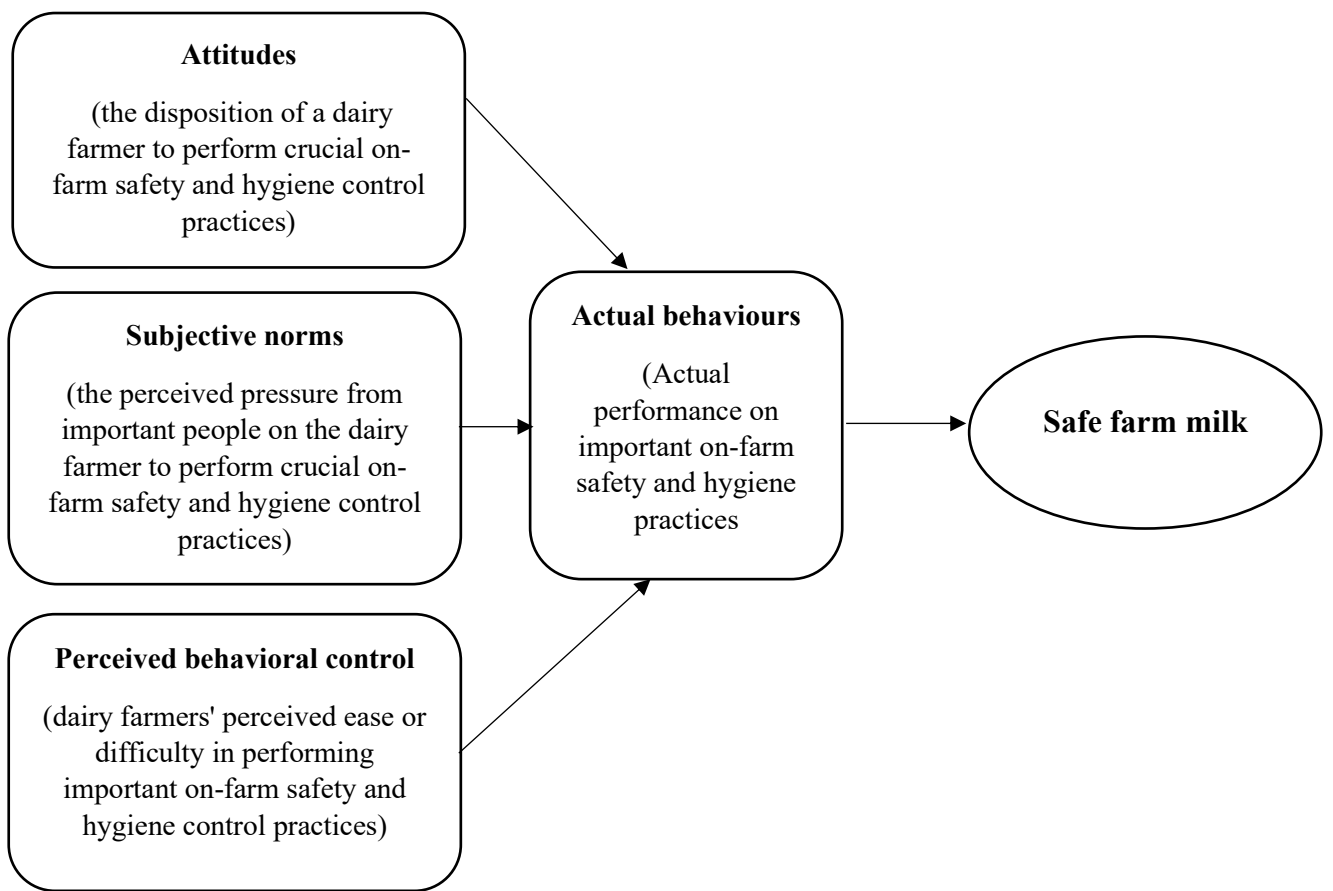 Attitudes
(the disposition of a dairy
farmer to perform crucial on-
farm safety and hygiene control
practices)
Subjective norms
(the perceived pressure from
important people on the dairy
farmer to perform crucial on-
farm safety and hygiene control
practices)
Perceived behavioral control
(dairy farmers' perceived ease or
difficulty in performing
important on-farm safety and
hygiene control practices)
Actual behaviours
(Actual
performance on
important on-farm
safety and hygiene
practices
Safe farm milk